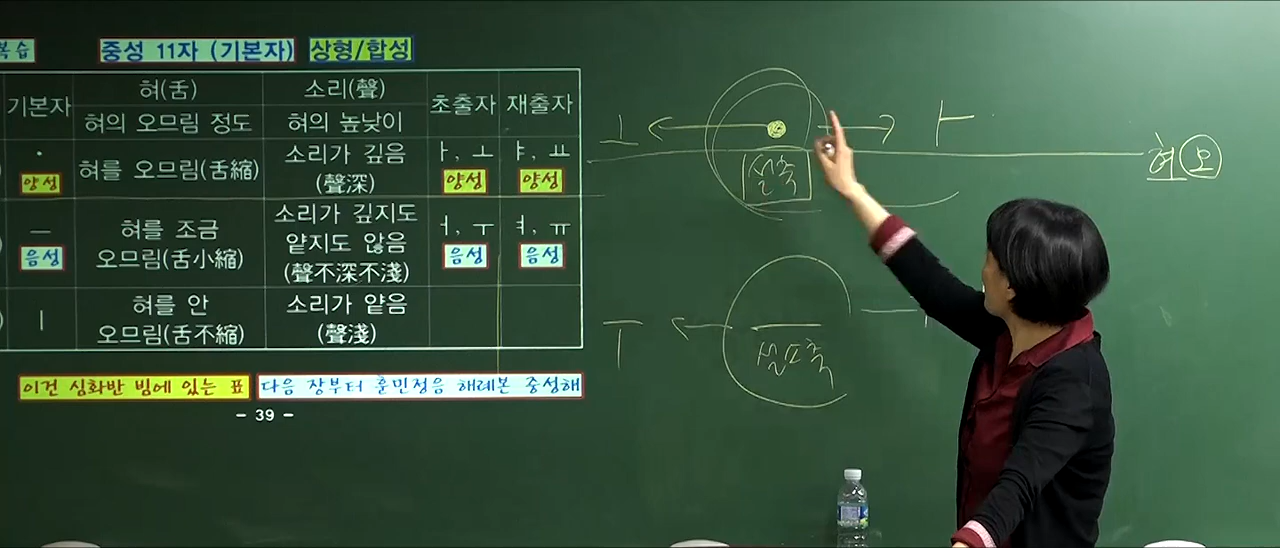 복습 중성 11자 (기본자) 상형/합성
기본자 혀(舌) 소리(聲) 초출자 재출자
혀의 오므림 정도 혀의 높낮이
· 혀를 오므림(舌縮) 소리가 깊음 ㅏ, ㅗ ㅑ, ㅛ
양성 (聲深) 양성 양성
ㅡ 혀를 조금 소리가 깊지도 ㅓ, ㅜ ㅕ, ㅠ
음성 오므림(舌小縮) 얕지도 않음 음성 음성
(聲不深不淺)
ㅣ 혀를 안 소리가 얕음
오므림(舌不縮) (聲淺)
이건 심화반 빔에 있는 표 다음 장부터 훈민정음 해례본 중성해
- 39 -
ㅗ ㅏ
설축
혀 오
ㅜ ㅡ
설소축